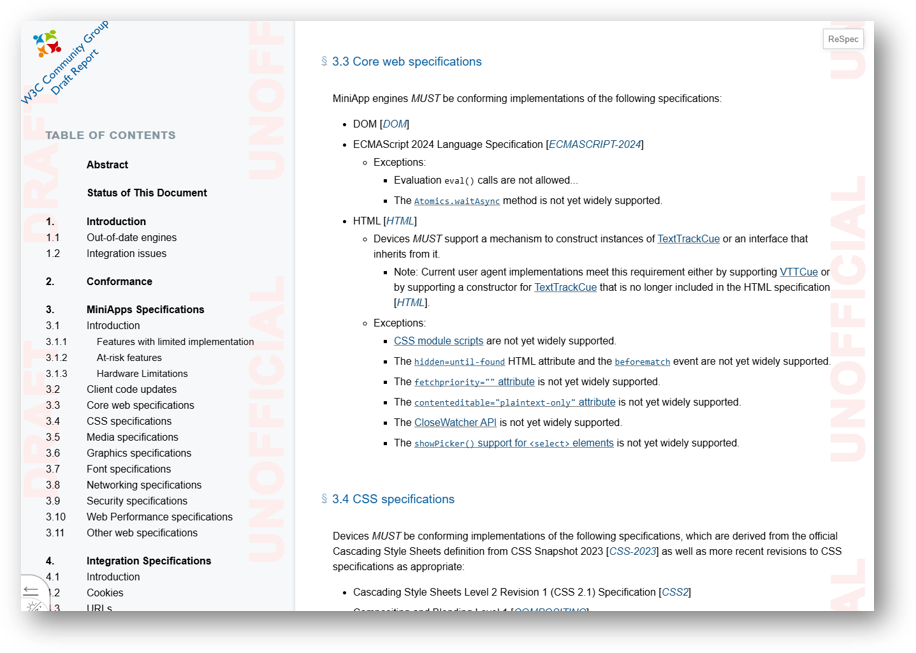 W3C Community Group
Draft Report
UNOFFICIAL DRAFT
UNOFF
UNOFFICIAL
TABLE OF CONTENTS
Abstract
Status of This Document
1. Introduction
1.1 Out-of-date engines
1.2 Integration issues
2. Conformance
3. MiniApps Specifications
3.1 Introduction
3.1.1 Features with limited implementation
3.1.2 At-risk features
3.1.3 Hardware Limitations
3.2 Client code updates
3.3 Core web specifications
3.4 CSS specifications
3.5 Media specifications
3.6 Graphics specifications
3.7 Font specifications
3.8 Networking specifications
3.9 Security specifications
3.10 Web Performance specifications
3.11 Other web specifications
4. Integration Specifications
4.1 Introduction
4.2 Cookies
URLs
ReSpec
§ 3.3 Core web specifications
MiniApp engines MUST be conforming implementations of the following specifications:
• DOM [DOM]
• ECMAScript 2024 Language Specification [ECMASCRIPT-2024]
◦ Exceptions:
▪ Evaluation eval() calls are not allowed...
▪ The Atomics.waitAsync method is not yet widely supported.
• HTML [HTML]
◦ Devices MUST support a mechanism to construct instances of TextTrackCue or an interface that
inherits from it.
▪ Note: Current user agent implementations meet this requirement either by supporting VTTCue or
by supporting a constructor for TextTrackCue that is no longer included in the HTML specification
[HTML].
◦ Exceptions:
▪ CSS module scripts are not yet widely supported.
▪ The hidden=until-found HTML attribute and the beforematch event are not yet widely supported.
▪ The fetchpriority="" attribute is not yet widely supported.
▪ The contenteditable="plaintext-only" attribute is not yet widely supported.
▪ The CloseWatcher API is not yet widely supported.
▪ The showPicker() support for <select> elements is not yet widely supported.
§ 3.4 CSS specifications
Devices MUST be conforming implementations of the following specifications, which are derived from the official
Cascading Style Sheets definition from CSS Snapshot 2023 [CSS-2023] as well as more recent revisions to CSS
specifications as appropriate:
• Cascading Style Sheets Level 2 Revision 1 (CSS 2.1) Specification [CSS2]
• Compositing and Blending Level 1 [COMPOSITING]
UNOFFICIAL